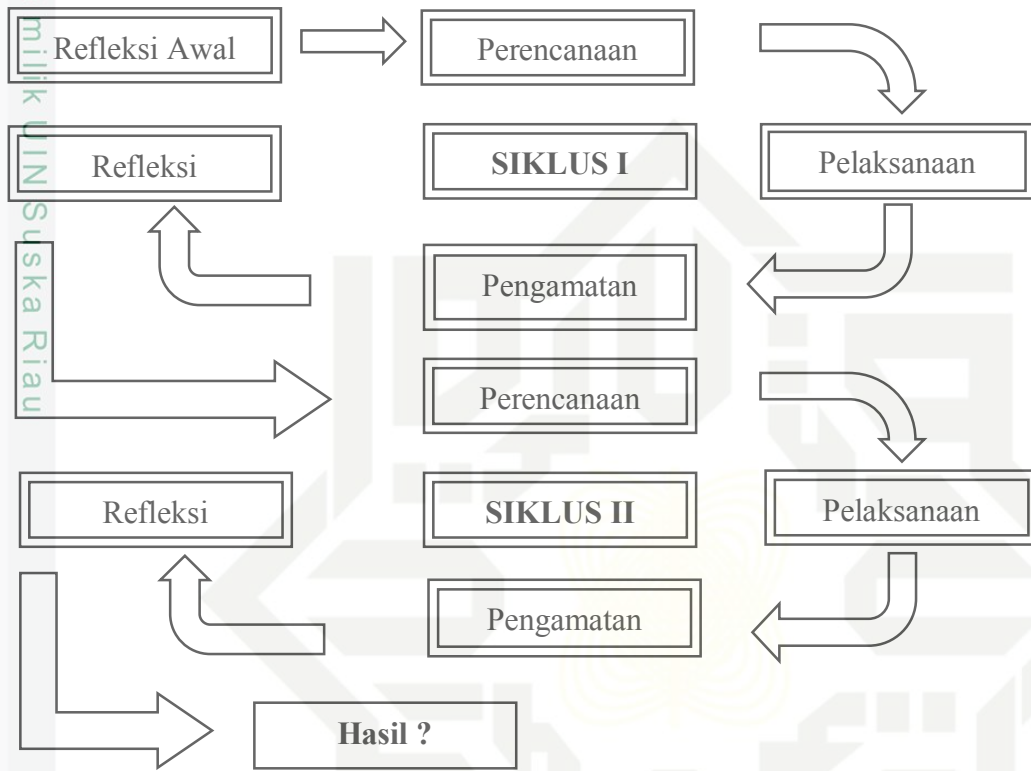 Refleksi Awal
Perencanaan
Refleksi
SIKLUS I
Pelaksanaan
Pengamatan
Perencanaan
Refleksi
SIKLUS II
Pelaksanaan
Pengamatan
Hasil ?
milik UIN Suska Riau